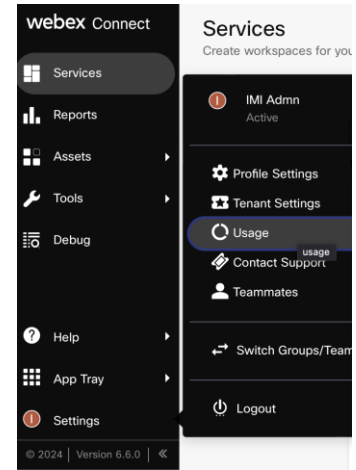 webex Connect
Services
Reports
Assets
Tools
Debug
Help
App Tray
I Settings
© 2024 | Version 6.6.0 | «
Services
Create workspaces for you
I IMI Admn
Active
Profile Settings
Tenant Settings
Usage
usage
Contact Support
Teammates
Switch Groups/Team
Logout